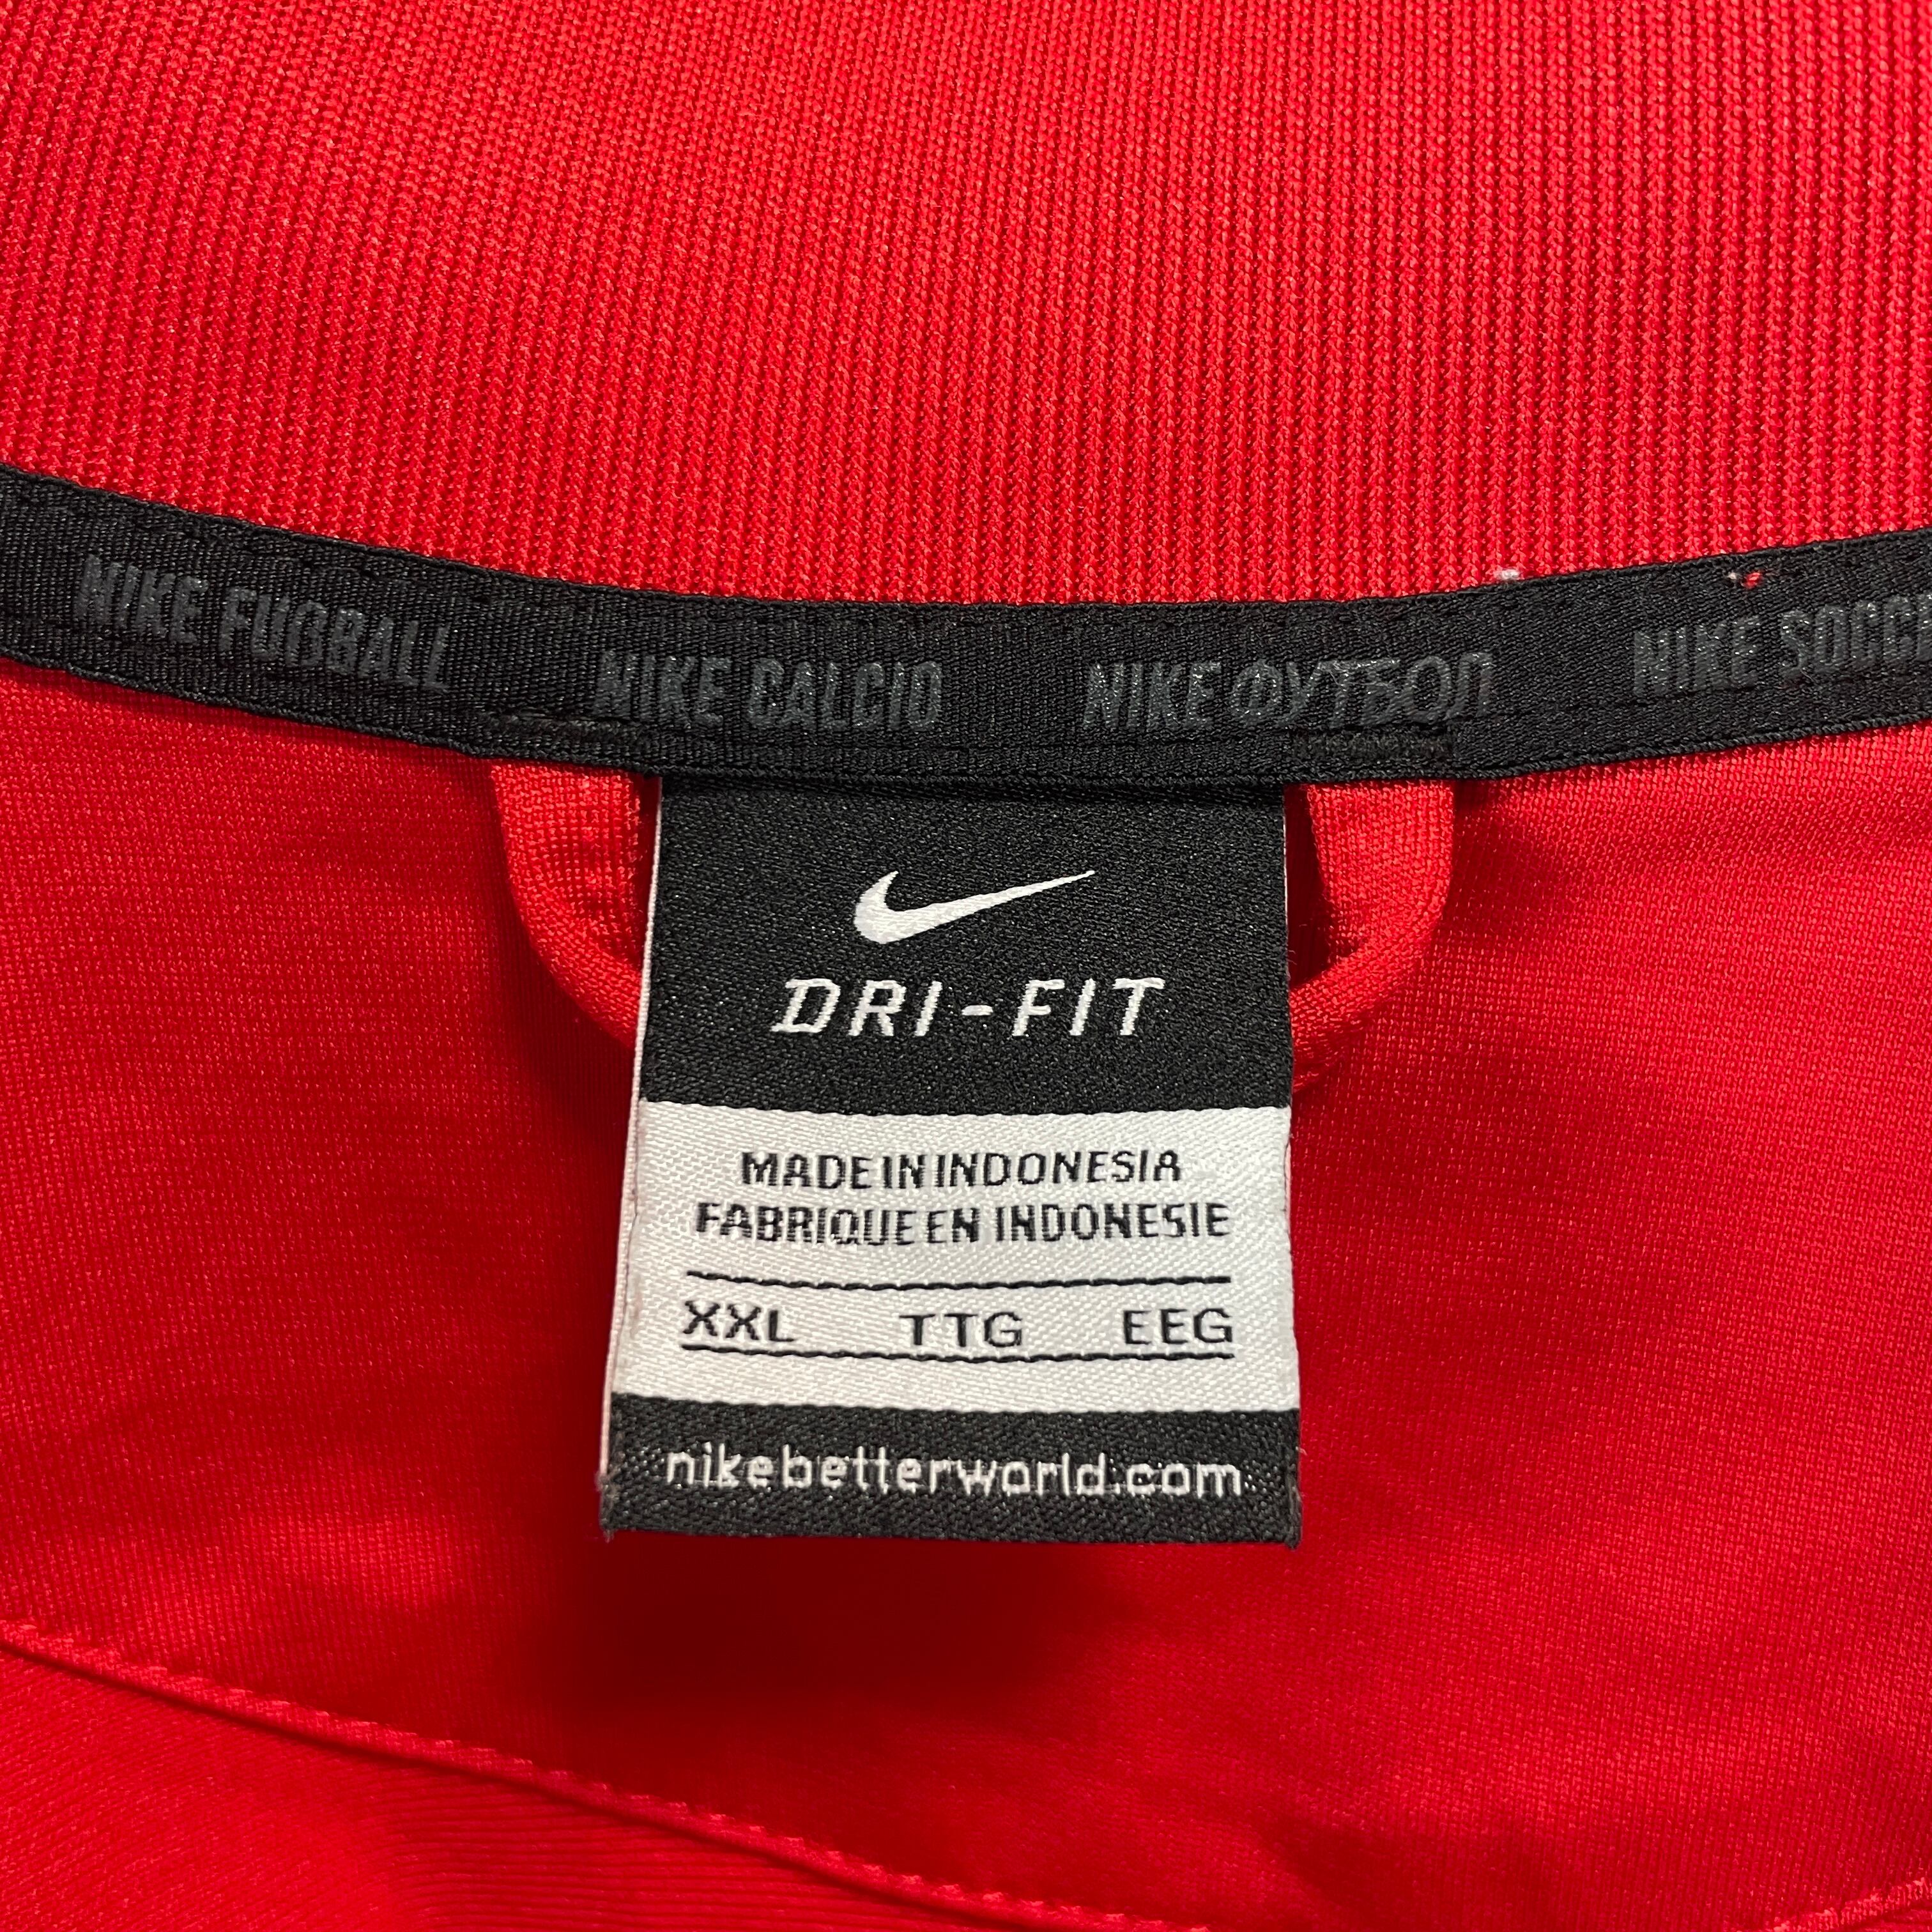 NIKE FUßBALL NIKE CALCIO NIKE ФУТБОЛ NIKE
DRI-FIT
MADE IN INDONESIA
FABRIQUE EN INDONESIE
XXL TTG EEG
nikebetterworld.com